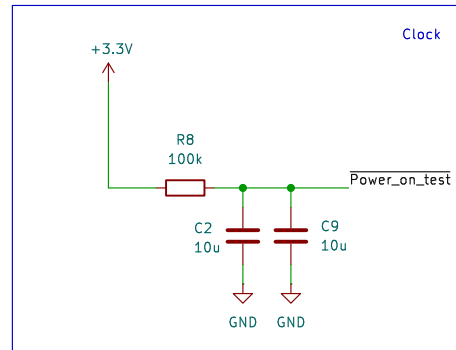 Clock
+3.3V
R8
100k
Power_on_test
C2
10u
C9
10u
GND
GND